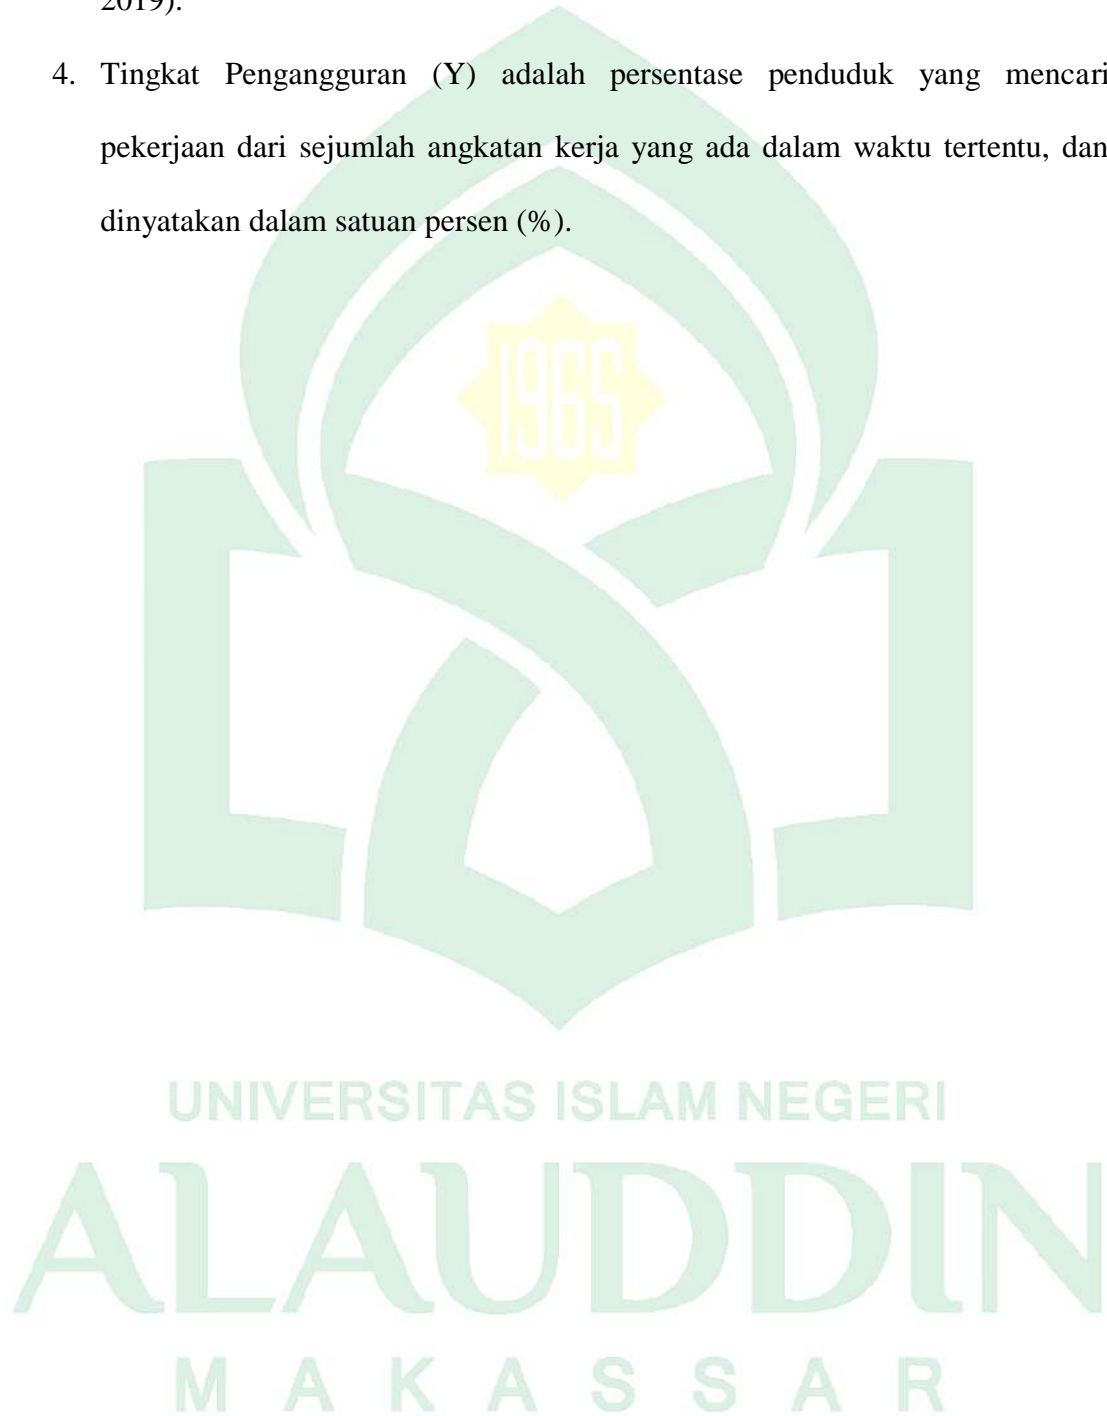 2019).
4. Tingkat Pengangguran (Y) adalah persentase penduduk yang mencari
pekerjaan dari sejumlah angkatan kerja yang ada dalam waktu tertentu, dan
dinyatakan dalam satuan persen (%).
1965
UNIVERSITAS ISLAM NEGERI
ALAUDDIN
MAKASSAR